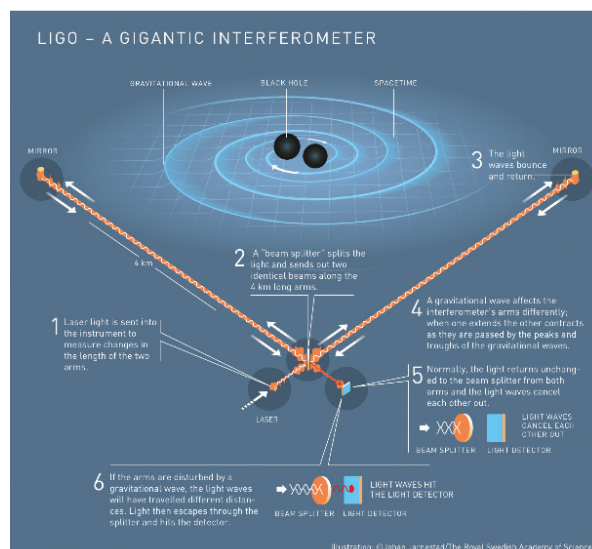 LIGO – A GIGANTIC INTERFEROMETER
GRAVITATIONAL WAVE
BLACK HOLE
SPACETIME
MIRROR
MIRROR
3 The light
waves bounce
and return.
4 km
2 A "beam splitter" splits the
light and sends out two
identical beams along the
4 km long arms.
1 Laser light is sent into
the instrument to
measure changes in
the length of the two
arms.
4 A gravitational wave affects the
interferometer's arms differently;
when one extends the other contracts
as they are passed by the peaks and
troughs of the gravitational waves.
5 Normally, the light returns unchang-
ed to the beam splitter from both
arms and the light waves cancel
each other out.
LASER
LIGHT WAVES
CANCEL EACH
OTHER OUT
BEAM SPLITTER
LIGHT DETECTOR
6 If the arms are disturbed by a
gravitational wave, the light waves
will have travelled different distan-
ces. Light then escapes through the
splitter and hits the detector.
LIGHT WAVES HIT
THE LIGHT DETECTOR
BEAM SPLITTER
LIGHT DETECTOR
Illustration: © Johan Jarnestad/The Royal Swedish Academy of Science